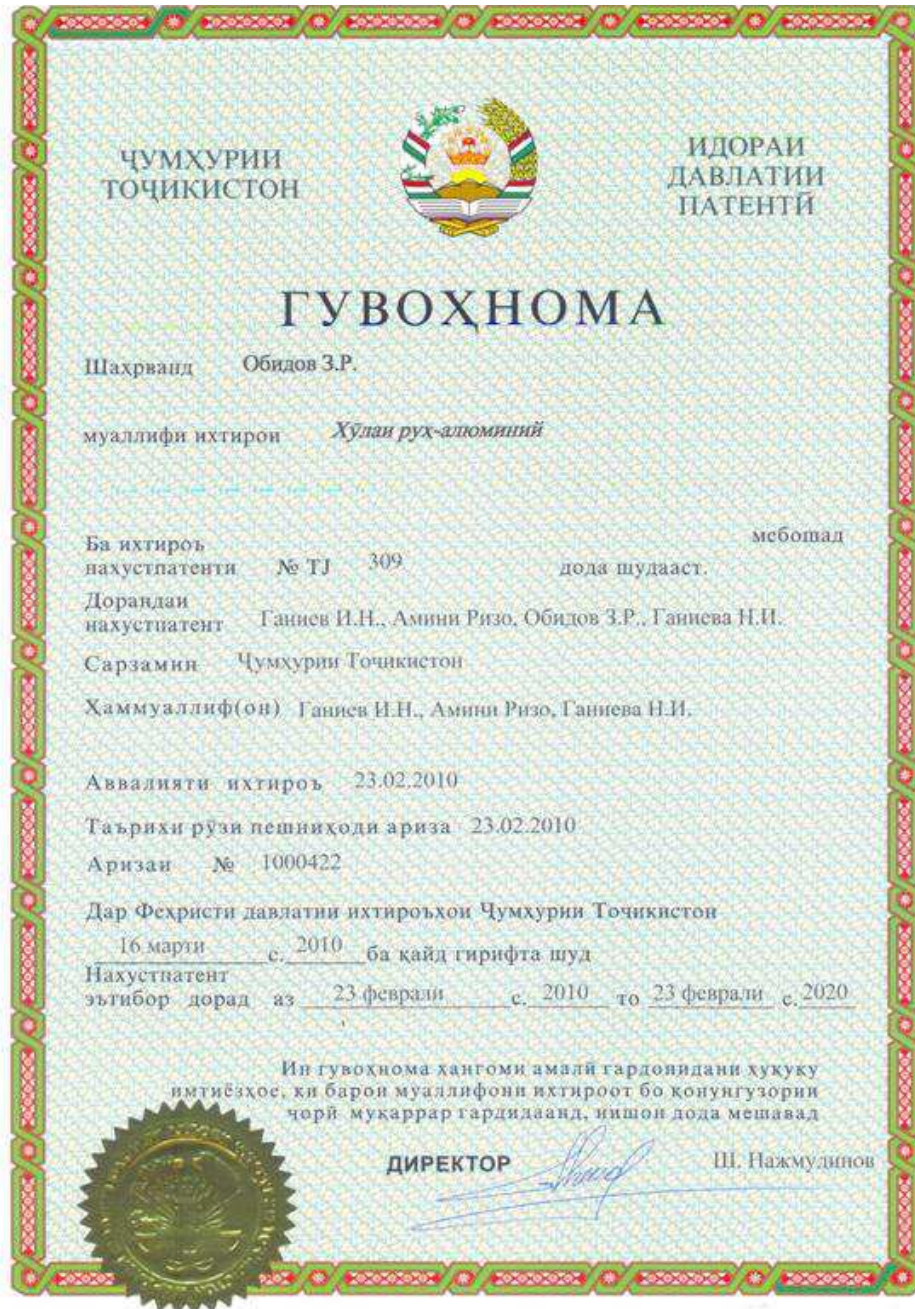 ҶУМҲУРИИ
ТОҶИКИСТОН
ИДОРАИ
ДАВЛАТИИ
ПАТЕНТӢ
ГУВОҲНОМА
Шаҳрванд Обидов З.Р.
муаллифи ихтирои Хӯлаи руҳ-алюминий
мебошад
Ба ихтироъ
нахустпатенти № TJ 309 дода шудааст.
Дорандаи
нахустпатент Ганиев И.Н., Амини Ризо, Обидов З.Р., Ганиева Н.И.
Сарзамин Ҷумҳурии Тоҷикистон
Ҳаммуаллиф(он) Ганиев И.Н., Амини Ризо, Ганиева Н.И.
Аввалияти ихтироъ 23.02.2010
Таърихи рӯзи пешниҳоди ариза 23.02.2010
Аризаи № 1000422
Дар Феҳристи давлатии ихтироъҳои Ҷумҳурии Тоҷикистон
16 марти с. 2010 ба қайд гирифта шуд
Нахустпатент
эътибор дорад аз 23 феврали с. 2010 то 23 феврали с. 2020
Ин гувоҳнома ҳангоми амалӣ гардонидани ҳуқуқу
имтиёзҳое, ки барои муаллифони ихтироот бо қонунгузории
ҷорӣ муқаррар гардидаанд, нишон дода мешавад
ДИРЕКТОР Ш. Нажмудинов